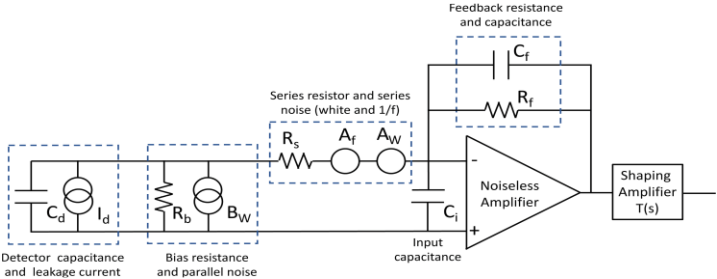 Feedback resistance
and capacitance
Cf
Rf
Series resistor and series
noise (white and 1/f)
Rs
Af
Aw
-
Noiseless
Amplifier
+
Shaping
Amplifier
T(s)
Cd
Id
Rb
Bw
Ci
Input
capacitance
Detector capacitance
and leakage current
Bias resistance
and parallel noise